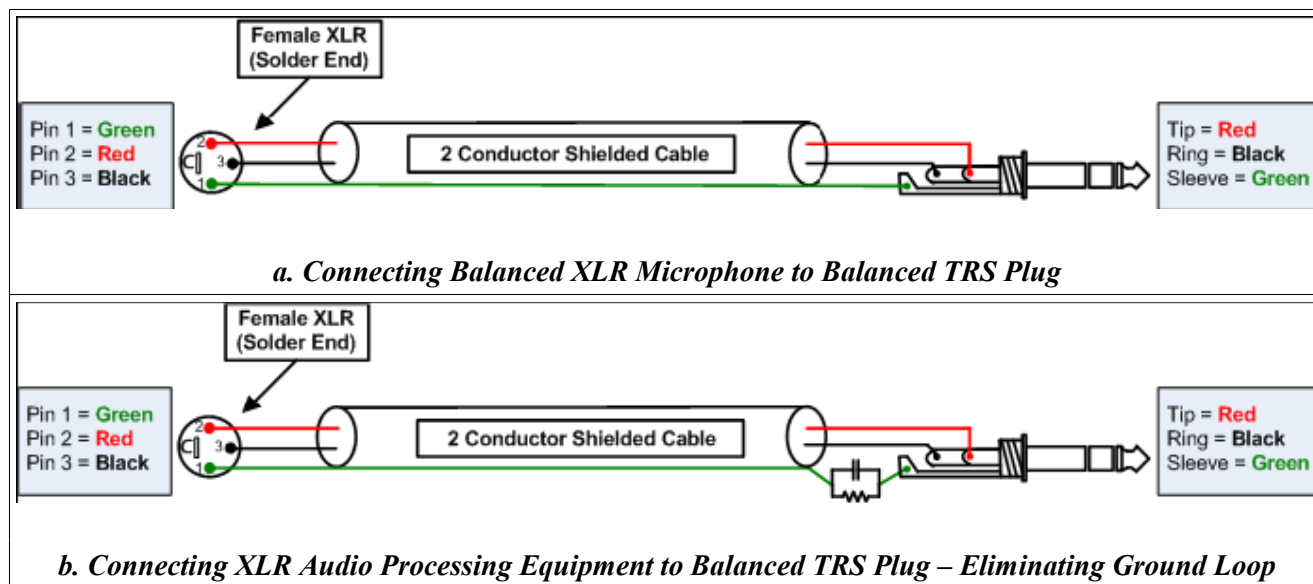 Female XLR
(Solder End)
Pin 1 = Green
Pin 2 = Red
Pin 3 = Black
2
3
1
2 Conductor Shielded Cable
Tip = Red
Ring = Black
Sleeve = Green
a. Connecting Balanced XLR Microphone to Balanced TRS Plug
Female XLR
(Solder End)
Pin 1 = Green
Pin 2 = Red
Pin 3 = Black
2
3
1
2 Conductor Shielded Cable
Tip = Red
Ring = Black
Sleeve = Green
b. Connecting XLR Audio Processing Equipment to Balanced TRS Plug – Eliminating Ground Loop